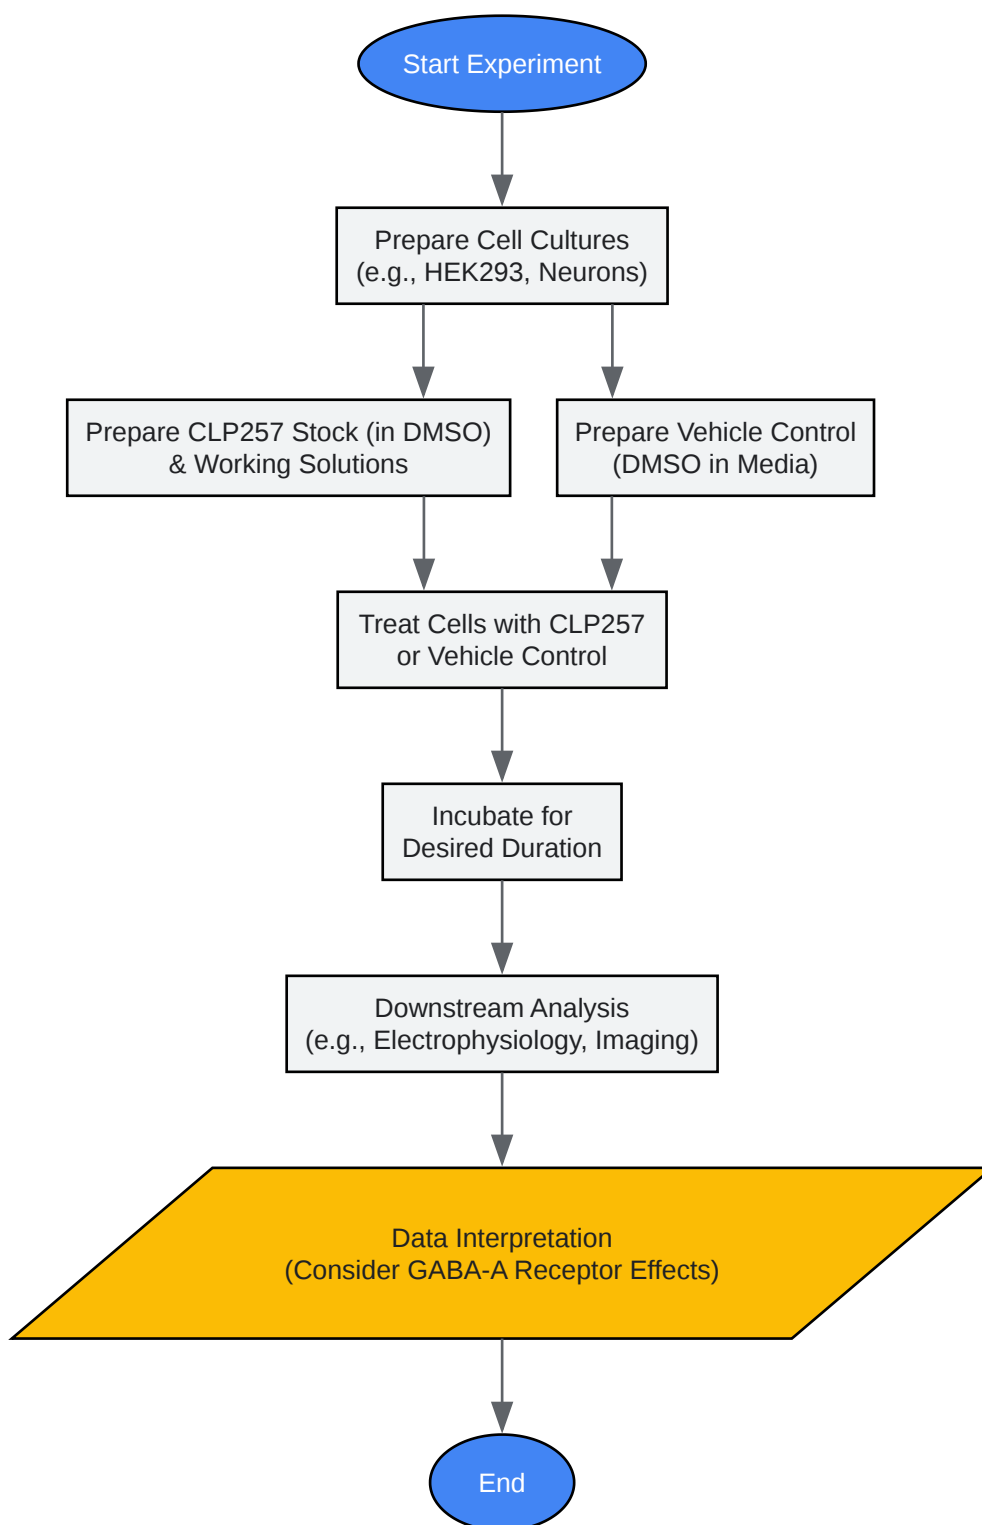 Start Experiment
Prepare Cell Cultures
(e.g., HEK293, Neurons)
Prepare CLP257 Stock (in DMSO)
& Working Solutions
Prepare Vehicle Control
(DMSO in Media)
Treat Cells with CLP257
or Vehicle Control
Incubate for
Desired Duration
Downstream Analysis
(e.g., Electrophysiology, Imaging)
Data Interpretation
(Consider GABA-A Receptor Effects)
End